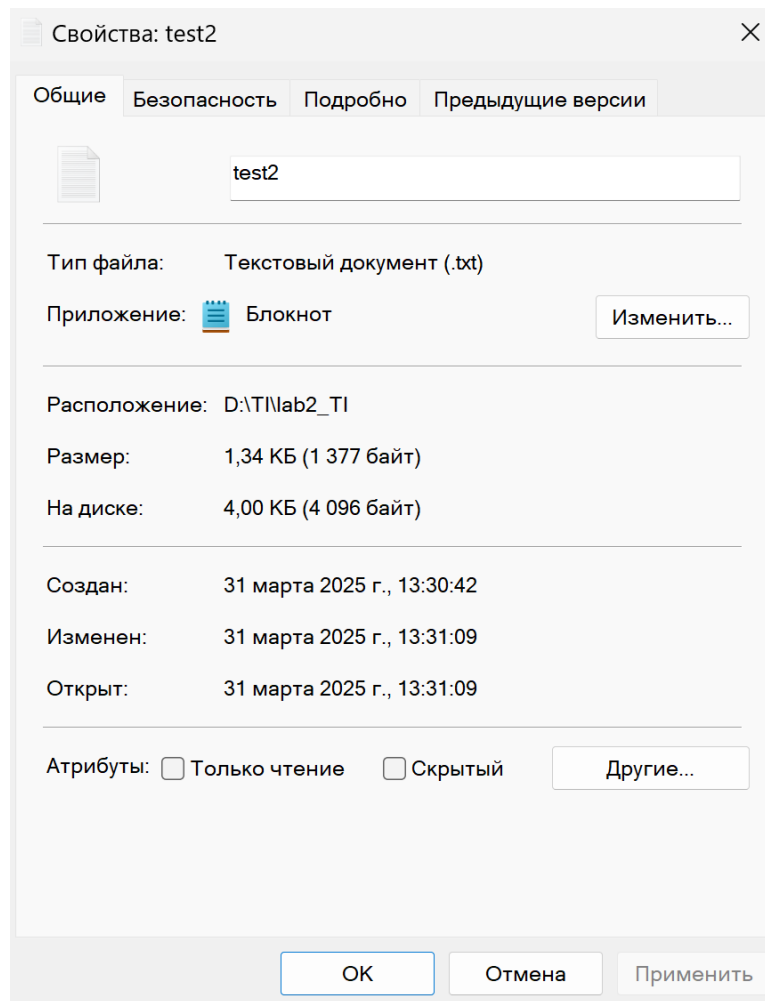 Свойства: test2
Общие Безопасность Подробно Предыдущие версии
test2
Тип файла: Текстовый документ (.txt)
Приложение: Блокнот Изменить...
Расположение: D:\TI\lab2_TI
Размер: 1,34 КБ (1 377 байт)
На диске: 4,00 КБ (4 096 байт)
Создан: 31 марта 2025 г., 13:30:42
Изменен: 31 марта 2025 г., 13:31:09
Открыт: 31 марта 2025 г., 13:31:09
Атрибуты: Только чтение Скрытый Другие...
ОК Отмена Применить